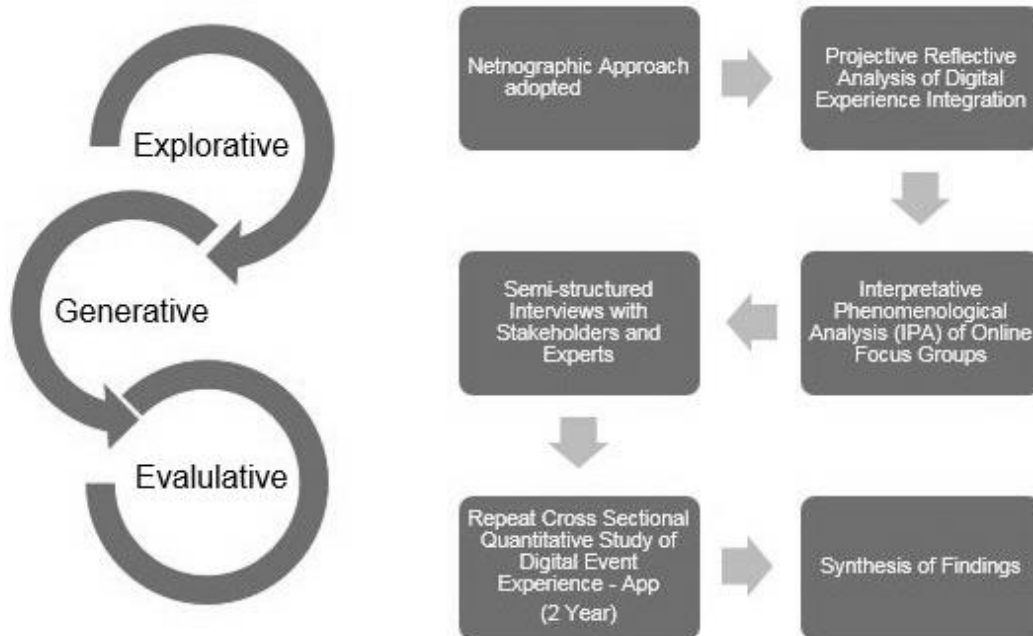 Explorative
Generative
Evalulative
Netnographic Approach
adopted
Projective Reflective
Analysis of Digital
Experience Integration
Semi-structured
Interviews with
Stakeholders and
Experts
Interpretative
Phenomenological
Analysis (IPA) of Online
Focus Groups
Repeat Cross Sectional
Quantitative Study of
Digital Event
Experience - App
(2 Year)
Synthesis of Findings